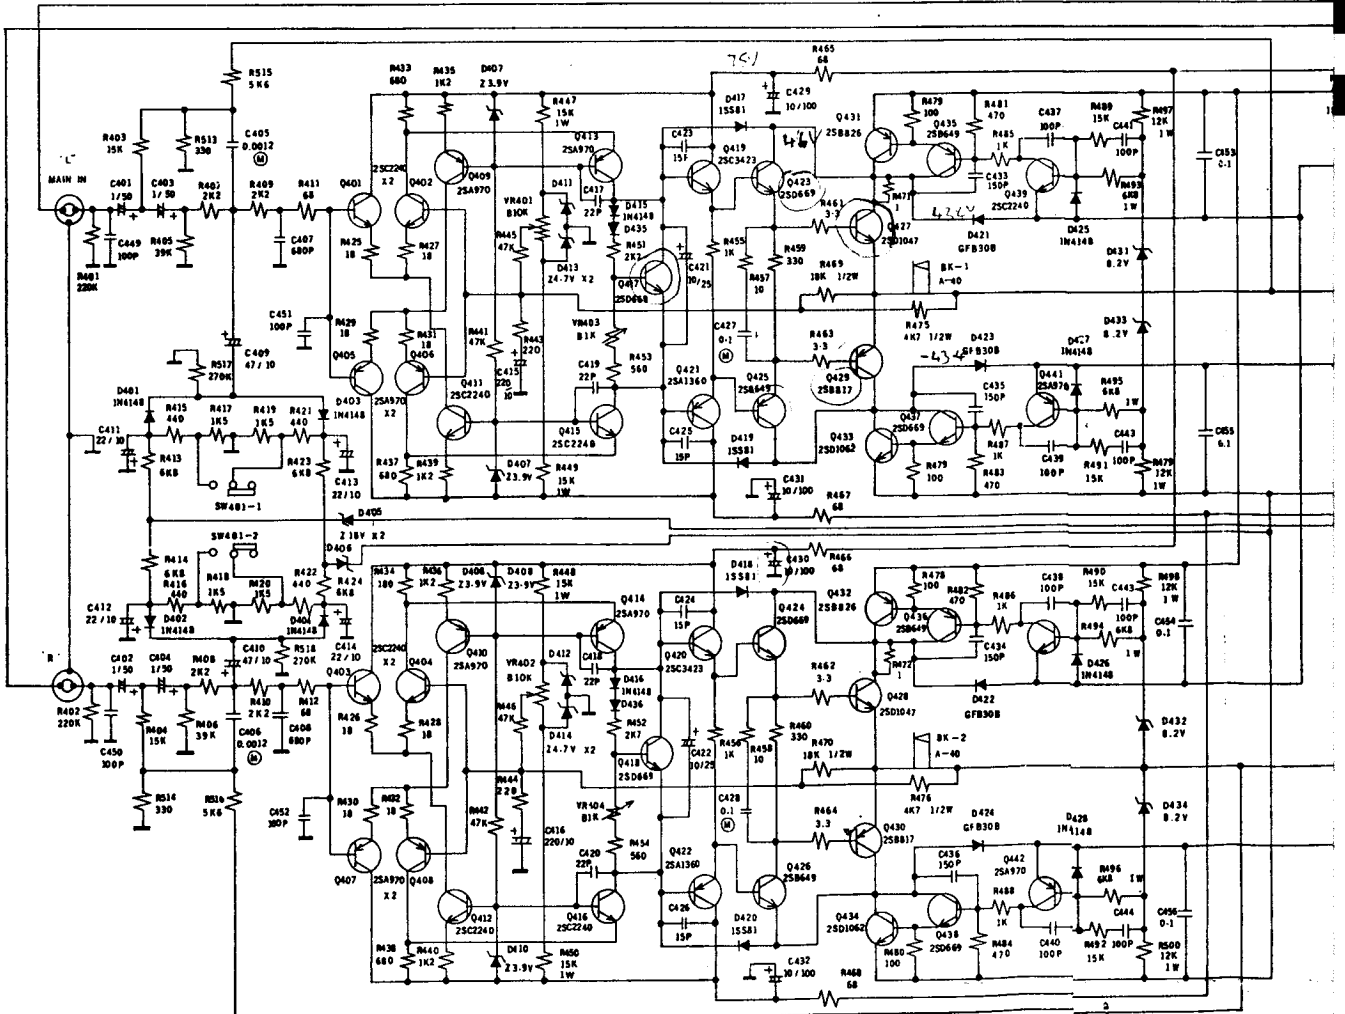 R465
68
R433
680
R435
1K2
D407
Z3.9V
R447
15K
1W
D417
1SS81
C429
10/100
R515
5K6
R403
15K
R513
330
C405
0.0012
M
C401
1/50
C403
1/50
R407
2K2
R409
2K2
R411
68
MAIN IN
"L"
C449
100P
R405
39K
C407
680P
R401
220K
Q401
2SC2240
X2
Q402
Q409
2SA970
Q413
2SA970
C417
22P
D411
D415
1N4148
D435
VR401
B10K
R445
47K
R451
2K2
D413
Z4.7V X2
Q417
2SD668
R425
18
R427
18
C423
15P
Q419
2SC3423
Q423
2SD669
Q431
2SB826
R479
100
Q435
2SB649
R481
470
R485
1K
C437
100P
R489
15K
C441
100P
R497
12K
1W
C453
0.1
C433
150P
Q439
2SC2240
R493
6K8
1W
R471
1
R461
3.3
Q427
2SD1047
D421
GFB30B
D425
1N4148
D431
8.2V
R455
1K
R457
10
R459
330
C421
10/25
R469
18K 1/2W
BK-1
A-40
R475
4K7 1/2W
C427
0.1
M
R463
3.3
D423
GFB30B
D427
1N4148
D433
8.2V
-43.4
C451
100P
R429
18
R431
18
R441
47K
R443
220
C415
220
10
VR403
B1K
R453
560
C419
22P
C409
47/10
R517
270K
Q405
Q406
2SA970
X2
Q411
2SC2240
Q415
2SC2240
Q421
2SA1360
Q425
2SB649
Q429
2SB817
C435
150P
Q441
2SA970
R495
6K8
1W
D401
1N4148
D403
1N4148
R415
440
R417
1K5
R419
1K5
R421
440
C411
22/10
R413
6K8
R423
6K8
C413
22/10
SW401-1
R437
680
R439
1K2
D407
Z3.9V
R449
15K
1W
C425
15P
D419
1SS81
Q433
2SD1062
Q437
2SD669
R479
100
R483
470
R487
1K
C439
100P
R491
15K
C443
100P
R479
12K
1W
C431
10/100
R467
68
D405
Z18V X2
SW401-2
D406
R414
6K8
R416
440
R418
1K5
R420
1K5
R422
440
R424
6K8
C412
22/10
D402
1N4148
D404
1N4148
C414
22/10
C410
47/10
R518
270K
R434
R436
1K2
D408
Z3.9V
D408
Z3.9V
R448
15K
1W
D418
1SS81
C430
10/100
R466
68
Q414
2SA970
C424
15P
Q420
2SC3423
Q424
2SD669
Q432
2SB826
R478
100
Q436
2SB649
R482
470
R486
1K
C438
100P
R490
15K
C443
100P
R498
12K
1W
C454
0.1
R494
6K8
1W
C434
150P
R472
1
D426
1N4148
D422
GFB30B
D432
8.2V
R
C402
1/50
C404
1/50
R408
2K2
R410
2K2
R412
68
R402
220K
C450
100P
R404
15K
R406
39K
C406
0.0012
M
C408
680P
Q403
2SC2240
X2
Q404
Q410
2SA970
C418
22P
D412
D416
1N4148
D436
VR402
B10K
R446
47K
R452
2K7
D414
Z4.7V X2
Q418
2SD669
R426
18
R428
18
C422
10/25
R456
1K
R458
10
R460
330
R462
3.3
Q428
2SD1047
R470
18K 1/2W
BK-2
A-40
R476
4K7 1/2W
R514
330
R516
5K6
C452
R430
18
R432
18
R442
47K
R444
220
C416
220/10
VR404
B1K
R454
560
C420
22P
C428
0.1
M
R464
3.3
Q430
2SB817
D424
GFB30B
D428
D434
8.2V
Q407
2SA970
X2
Q408
Q412
2SC2240
Q416
2SC2240
Q422
2SA1360
Q426
2SB649
C436
150P
Q442
2SA970
R488
1K
R496
6K8
1W
C444
100P
C456
0.1
R438
680
R440
1K2
D410
Z3.9V
R450
15K
1W
C426
15P
D420
1SS81
Q434
2SD1062
Q438
2SD669
R480
100
R484
470
C440
100P
R492
15K
R500
12K
1W
C432
10/100
R468
68